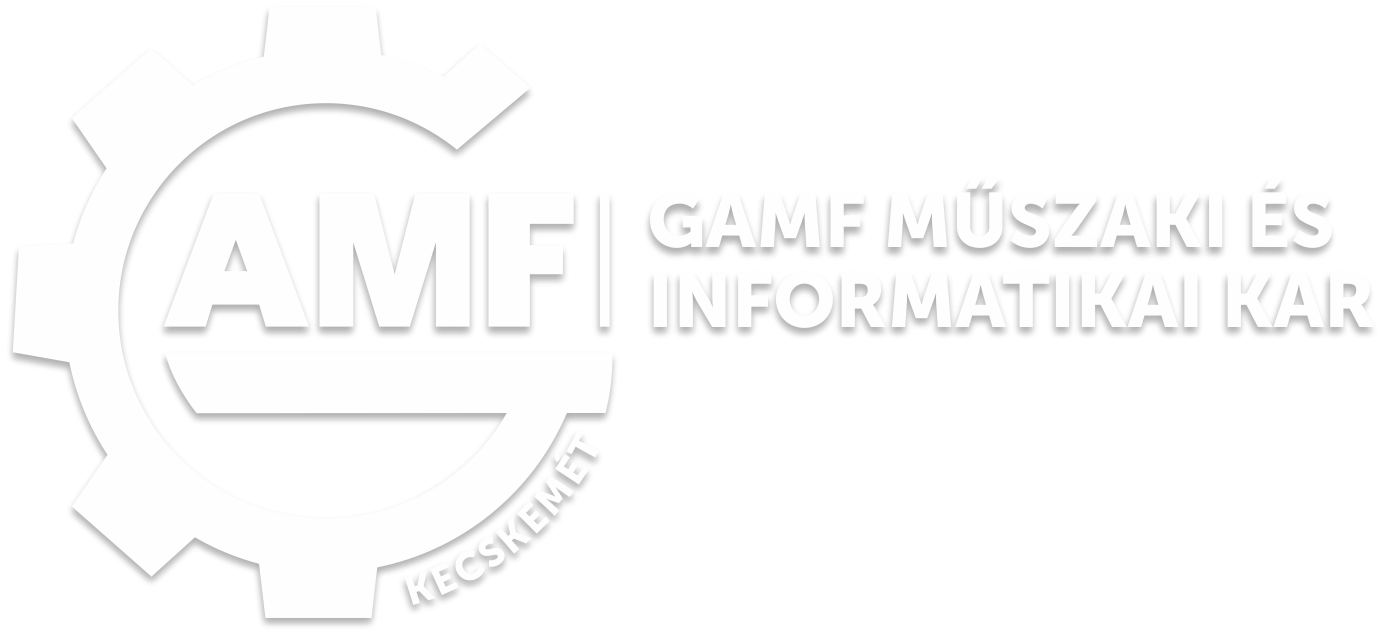 AMF
GAMF MŰSZAKI ÉS
INFORMATIKAI KAR
KECSKEMÉT